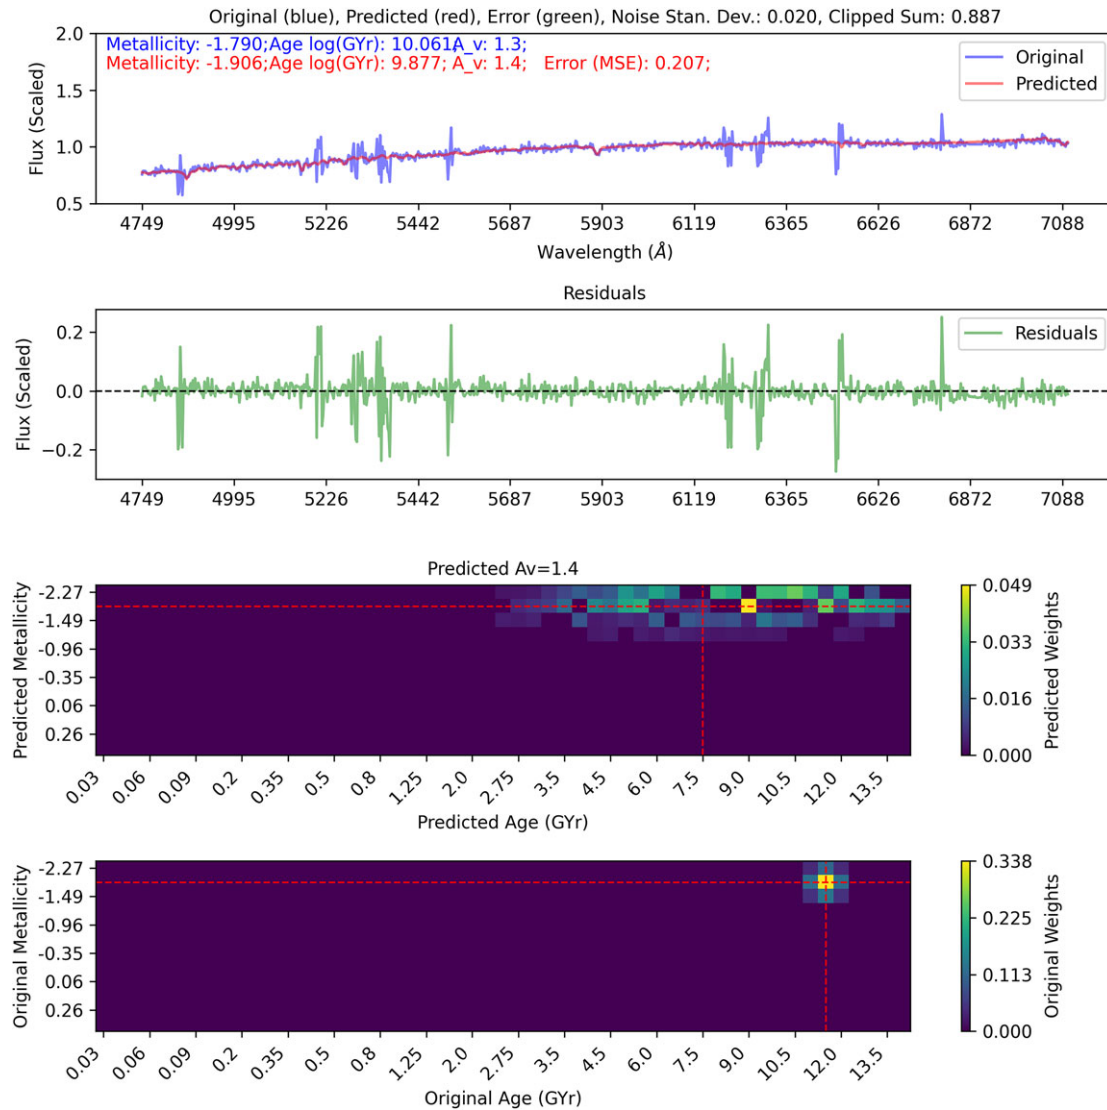 Original (blue), Predicted (red), Error (green), Noise Stan. Dev.: 0.020, Clipped Sum: 0.887
Metallicity: -1.790;Age log(GYr): 10.061;A_v: 1.3;
Metallicity: -1.906;Age log(GYr): 9.877; A_v: 1.4; Error (MSE): 0.207;
Original
Predicted
Flux (Scaled)
2.0
1.5
1.0
0.5
4749 4995 5226 5442 5687 5903 6119 6365 6626 6872 7088
Wavelength (Å)
Residuals
Residuals
Flux (Scaled)
0.2
0.0
−0.2
4749 4995 5226 5442 5687 5903 6119 6365 6626 6872 7088
Predicted Av=1.4
Predicted Metallicity
-2.27
-1.49
-0.96
-0.35
0.06
0.26
0.03 0.06 0.09 0.2 0.35 0.5 0.8 1.25 2.0 2.75 3.5 4.5 6.0 7.5 9.0 10.5 12.0 13.5
Predicted Age (GYr)
0.049
0.033
0.016
0.000
Predicted Weights
Original Metallicity
-2.27
-1.49
-0.96
-0.35
0.06
0.26
0.03 0.06 0.09 0.2 0.35 0.5 0.8 1.25 2.0 2.75 3.5 4.5 6.0 7.5 9.0 10.5 12.0 13.5
Original Age (GYr)
0.338
0.225
0.113
0.000
Original Weights